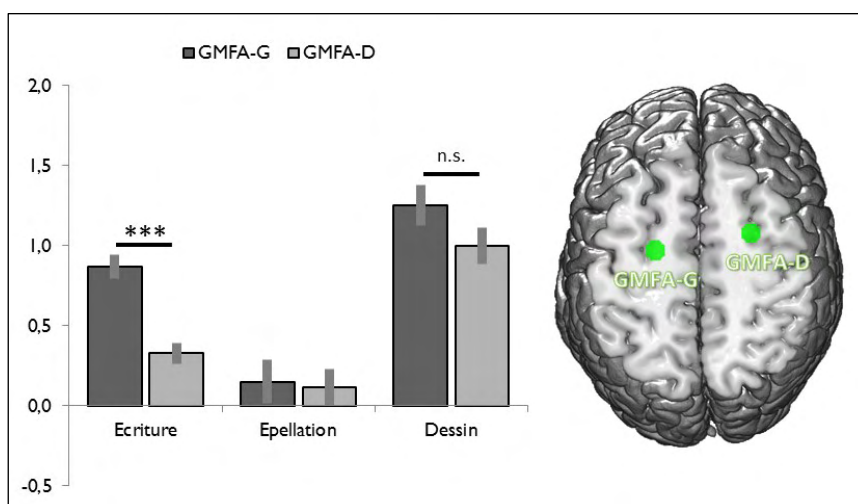 GMFA-G GMFA-D
2,0
1,5
1,0
0,5
0,0
-0,5
***
n.s.
Ecriture Epellation Dessin
GMFA-G
GMFA-D